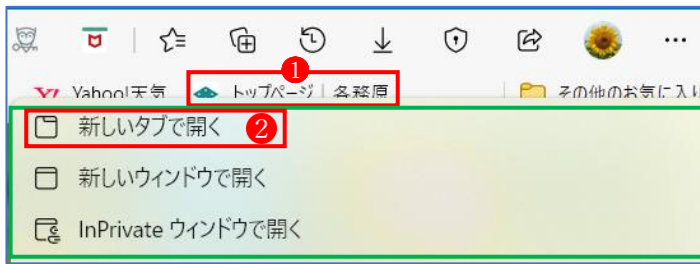 1
Yahoo!天気 トップページ | 各務原 その他のお気に入り
新しいタブで開く 2
新しいウィンドウで開く
InPrivate ウィンドウで開く